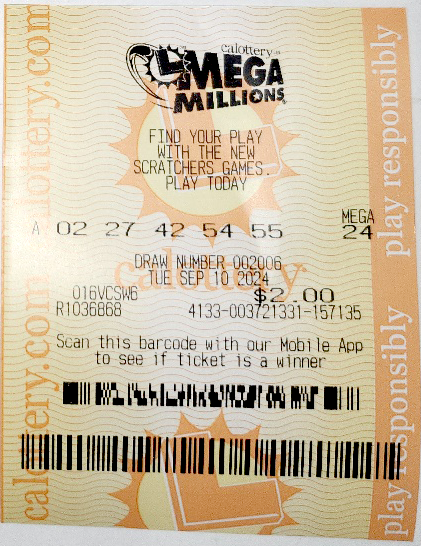 calottery
MEGA
MILLIONS
FIND YOUR PLAY
WITH THE NEW
SCRATCHERS GAMES.
PLAY TODAY
MEGA
A 02 27 42 54 55 24
DRAW NUMBER 002006
TUE SEP 10 2024
016VCSW6 $2.00
R1036868 4133-003721331-157135
Scan this barcode with our Mobile App
to see if ticket is a winner
calottery
calottery.com
calottery.com
play responsibly
play responsibly